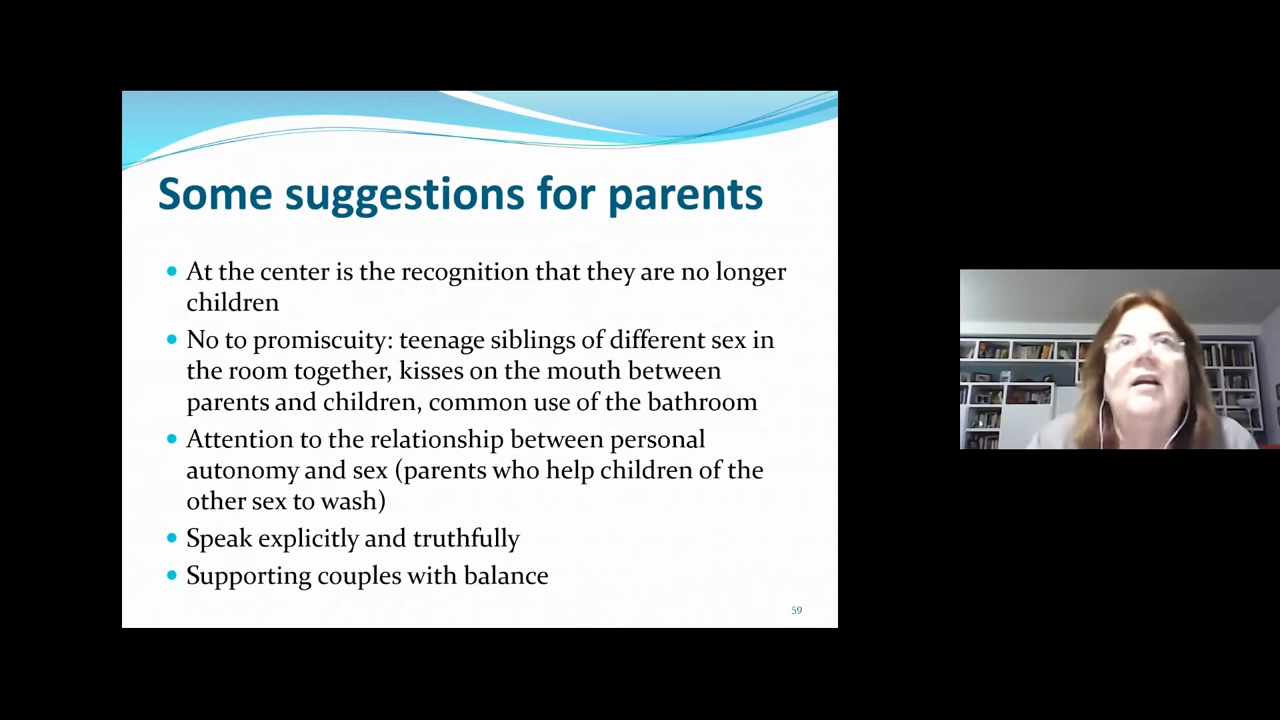 Some suggestions for parents
• At the center is the recognition that they are no longer
children
• No to promiscuity: teenage siblings of different sex in
the room together, kisses on the mouth between
parents and children, common use of the bathroom
• Attention to the relationship between personal
autonomy and sex (parents who help children of the
other sex to wash)
• Speak explicitly and truthfully
• Supporting couples with balance
59